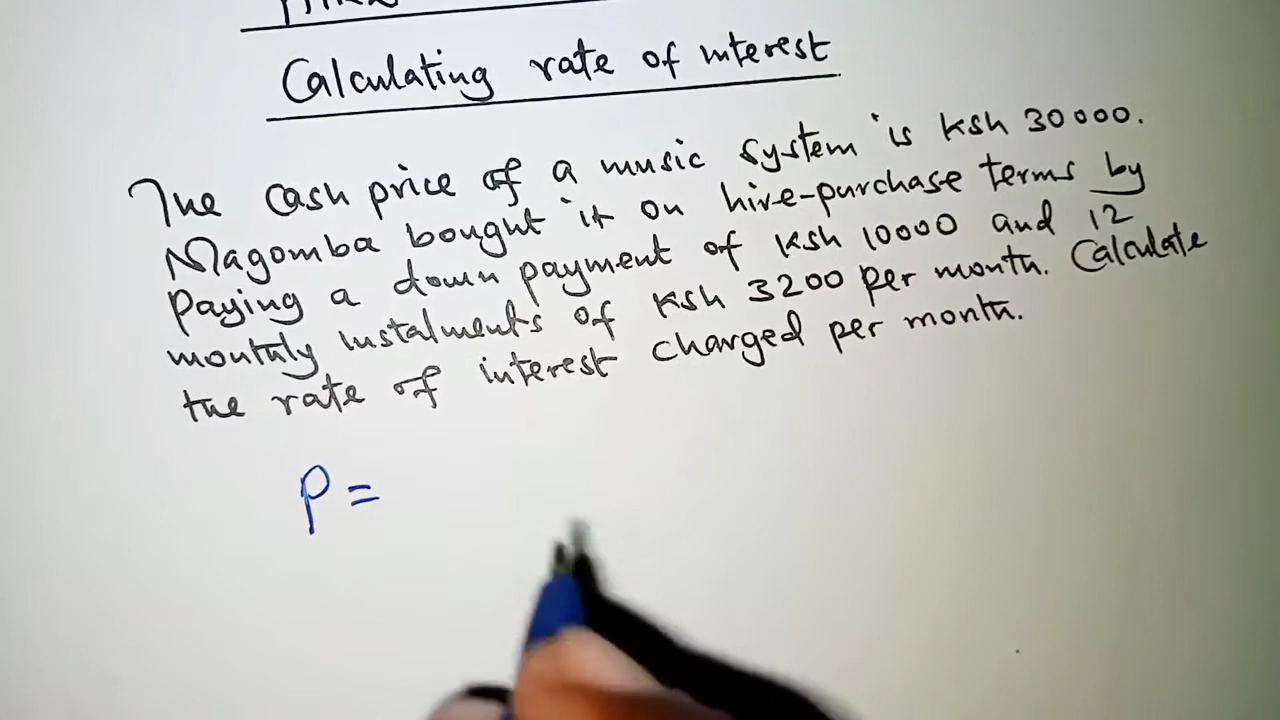 Calculating rate of interest
The cash price of a music system is Ksh 30000.
Magomba bought it on hire-purchase terms by
paying a down payment of Ksh 10000 and 12
monthly instalments of Ksh 3200 per month. Calculate
the rate of interest charged per month.
P =